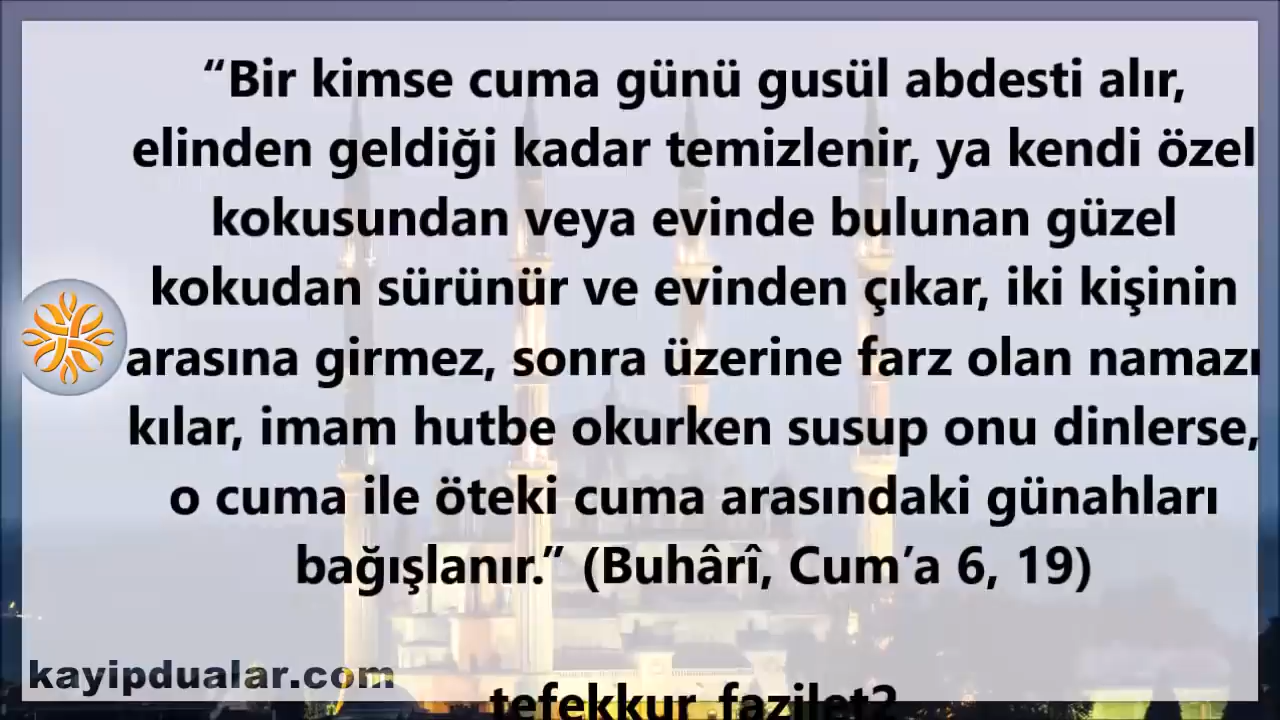 “Bir kimse cuma günü gusül abdesti alır,
elinden geldiği kadar temizlenir, ya kendi özel
kokusundan veya evinde bulunan güzel
kokudan sürünür ve evinden çıkar, iki kişinin
arasına girmez, sonra üzerine farz olan namazı
kılar, imam hutbe okurken susup onu dinlerse,
o cuma ile öteki cuma arasındaki günahları
bağışlanır.” (Buhârî, Cum’a 6, 19)
kayipdualar.com
tefekkur_fazilet2